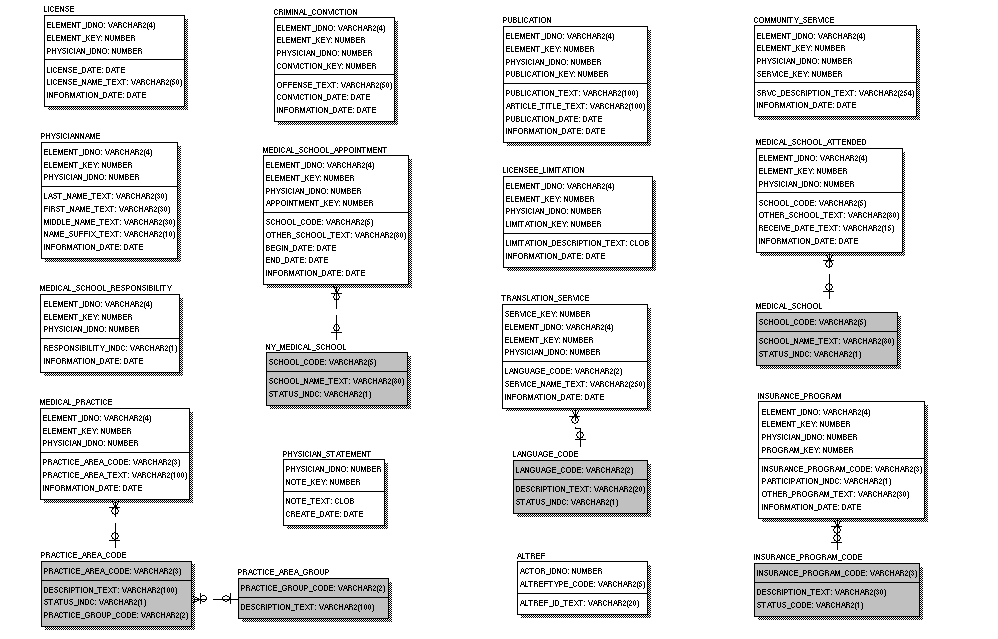 LICENSE
ELEMENT_IDNO: VARCHAR2(4)
ELEMENT_KEY: NUMBER
PHYSICIAN_IDNO: NUMBER
LICENSE_DATE: DATE
LICENSE_NAME_TEXT: VARCHAR2(50)
INFORMATION_DATE: DATE
PHYSICIANNAME
ELEMENT_IDNO: VARCHAR2(4)
ELEMENT_KEY: NUMBER
PHYSICIAN_IDNO: NUMBER
LAST_NAME_TEXT: VARCHAR2(30)
FIRST_NAME_TEXT: VARCHAR2(30)
MIDDLE_NAME_TEXT: VARCHAR2(30)
NAME_SUFFIX_TEXT: VARCHAR2(10)
INFORMATION_DATE: DATE
MEDICAL_SCHOOL_RESPONSIBILITY
ELEMENT_IDNO: VARCHAR2(4)
ELEMENT_KEY: NUMBER
PHYSICIAN_IDNO: NUMBER
RESPONSIBILITY_INDC: VARCHAR2(1)
INFORMATION_DATE: DATE
MEDICAL_PRACTICE
ELEMENT_IDNO: VARCHAR2(4)
ELEMENT_KEY: NUMBER
PHYSICIAN_IDNO: NUMBER
PRACTICE_AREA_CODE: VARCHAR2(3)
PRACTICE_AREA_TEXT: VARCHAR2(100)
INFORMATION_DATE: DATE
PRACTICE_AREA_CODE
PRACTICE_AREA_CODE: VARCHAR2(3)
DESCRIPTION_TEXT: VARCHAR2(100)
STATUS_INDC: VARCHAR2(1)
PRACTICE_GROUP_CODE: VARCHAR2(2)
CRIMINAL_CONVICTION
ELEMENT_IDNO: VARCHAR2(4)
ELEMENT_KEY: NUMBER
PHYSICIAN_IDNO: NUMBER
CONVICTION_KEY: NUMBER
OFFENSE_TEXT: VARCHAR2(50)
CONVICTION_DATE: DATE
INFORMATION_DATE: DATE
MEDICAL_SCHOOL_APPOINTMENT
ELEMENT_IDNO: VARCHAR2(4)
ELEMENT_KEY: NUMBER
PHYSICIAN_IDNO: NUMBER
APPOINTMENT_KEY: NUMBER
SCHOOL_CODE: VARCHAR2(5)
OTHER_SCHOOL_TEXT: VARCHAR2(80)
BEGIN_DATE: DATE
END_DATE: DATE
INFORMATION_DATE: DATE
NY_MEDICAL_SCHOOL
SCHOOL_CODE: VARCHAR2(5)
SCHOOL_NAME_TEXT: VARCHAR2(80)
STATUS_INDC: VARCHAR2(1)
PHYSICIAN_STATEMENT
PHYSICIAN_IDNO: NUMBER
NOTE_KEY: NUMBER
NOTE_TEXT: CLOB
CREATE_DATE: DATE
PRACTICE_AREA_GROUP
PRACTICE_GROUP_CODE: VARCHAR2(2)
DESCRIPTION_TEXT: VARCHAR2(100)
PUBLICATION
ELEMENT_IDNO: VARCHAR2(4)
ELEMENT_KEY: NUMBER
PHYSICIAN_IDNO: NUMBER
PUBLICATION_KEY: NUMBER
PUBLICATION_TEXT: VARCHAR2(100)
ARTICLE_TITLE_TEXT: VARCHAR2(100)
PUBLICATION_DATE: DATE
INFORMATION_DATE: DATE
LICENSEE_LIMITATION
ELEMENT_IDNO: VARCHAR2(4)
ELEMENT_KEY: NUMBER
PHYSICIAN_IDNO: NUMBER
LIMITATION_KEY: NUMBER
LIMITATION_DESCRIPTION_TEXT: CLOB
INFORMATION_DATE: DATE
TRANSLATION_SERVICE
SERVICE_KEY: NUMBER
ELEMENT_IDNO: VARCHAR2(4)
ELEMENT_KEY: NUMBER
PHYSICIAN_IDNO: NUMBER
LANGUAGE_CODE: VARCHAR2(2)
SERVICE_NAME_TEXT: VARCHAR2(250)
INFORMATION_DATE: DATE
LANGUAGE_CODE
LANGUAGE_CODE: VARCHAR2(2)
DESCRIPTION_TEXT: VARCHAR2(20)
STATUS_INDC: VARCHAR2(1)
ALTREF
ACTOR_IDNO: NUMBER
ALTREFTYPE_CODE: VARCHAR2(5)
ALTREF_ID_TEXT: VARCHAR2(20)
COMMUNITY_SERVICE
ELEMENT_IDNO: VARCHAR2(4)
ELEMENT_KEY: NUMBER
PHYSICIAN_IDNO: NUMBER
SERVICE_KEY: NUMBER
SRVC_DESCRIPTION_TEXT: VARCHAR2(254)
INFORMATION_DATE: DATE
MEDICAL_SCHOOL_ATTENDED
ELEMENT_IDNO: VARCHAR2(4)
ELEMENT_KEY: NUMBER
PHYSICIAN_IDNO: NUMBER
SCHOOL_CODE: VARCHAR2(5)
OTHER_SCHOOL_TEXT: VARCHAR2(80)
RECEIVE_DATE_TEXT: VARCHAR2(15)
INFORMATION_DATE: DATE
MEDICAL_SCHOOL
SCHOOL_CODE: VARCHAR2(5)
SCHOOL_NAME_TEXT: VARCHAR2(80)
STATUS_INDC: VARCHAR2(1)
INSURANCE_PROGRAM
ELEMENT_IDNO: VARCHAR2(4)
ELEMENT_KEY: NUMBER
PHYSICIAN_IDNO: NUMBER
PROGRAM_KEY: NUMBER
INSURANCE_PROGRAM_CODE: VARCHAR2(3)
PARTICIPATION_INDC: VARCHAR2(1)
OTHER_PROGRAM_TEXT: VARCHAR2(30)
INFORMATION_DATE: DATE
INSURANCE_PROGRAM_CODE
INSURANCE_PROGRAM_CODE: VARCHAR2(3)
DESCRIPTION_TEXT: VARCHAR2(30)
STATUS_CODE: VARCHAR2(1)